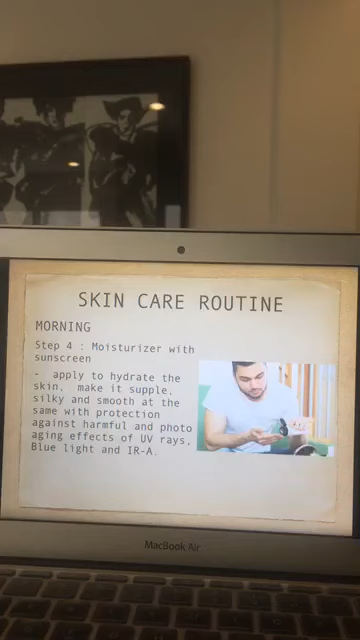 SKIN CARE ROUTINE
MORNING
Step 4 : Moisturizer with
sunscreen
- apply to hydrate the
skin, make it supple,
silky and smooth at the
same with protection
against harmful and photo
aging effects of UV rays,
Blue light and IR-A.
MacBook Air